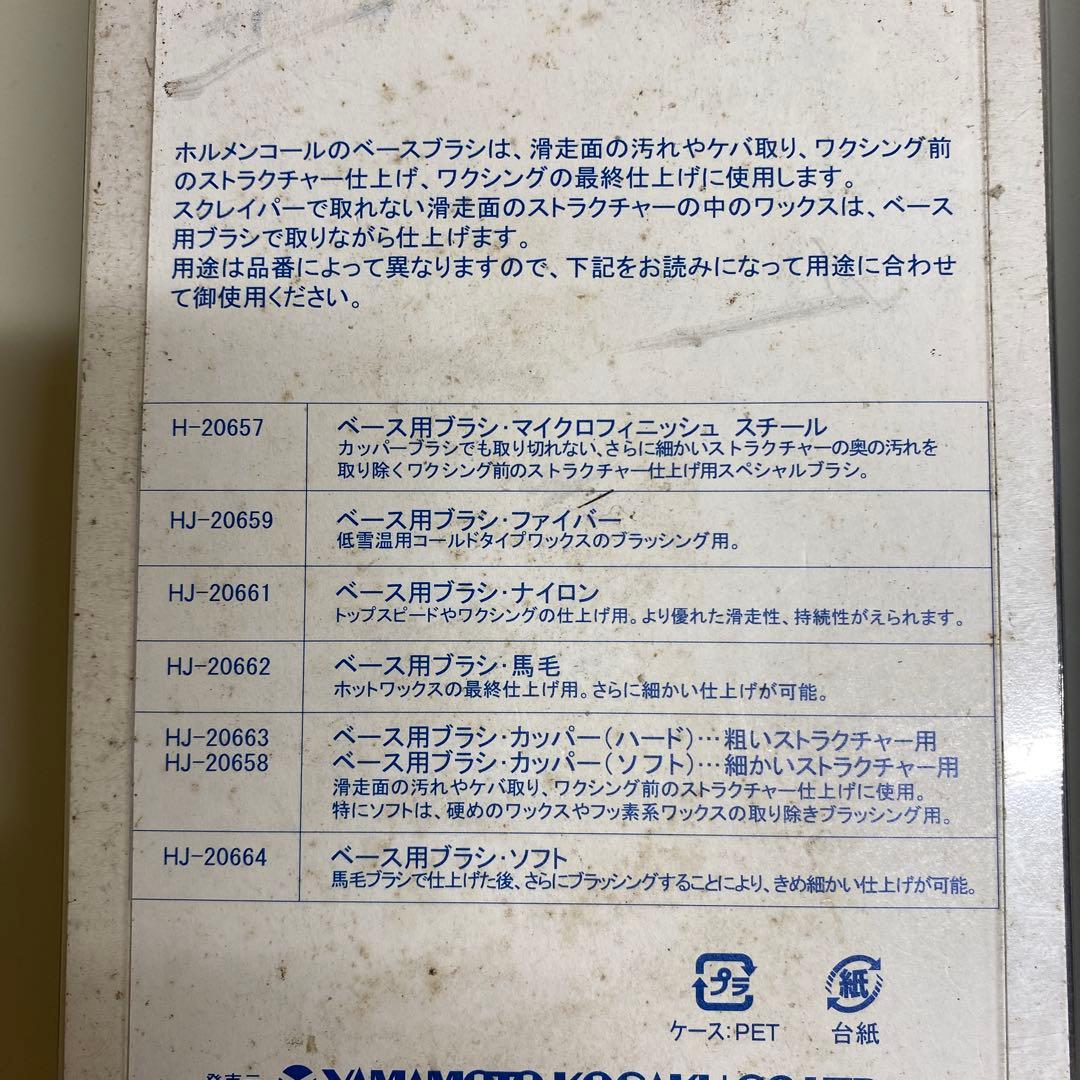 ホルメンコールのベースブラシは、滑走面の汚れやケバ取り、ワクシング前
のストラクチャー仕上げ、ワクシングの最終仕上げに使用します。
スクレイパーで取れない滑走面のストラクチャーの中のワックスは、ベース
用ブラシで取りながら仕上げます。
用途は品番によって異なりますので、下記をお読みになって用途に合わせ
て御使用ください。
H-20657
ベース用ブラシ・マイクロフィニッシュ スチール
カッパーブラシでも取り切れない、さらに細かいストラクチャーの奥の汚れを
取り除くワクシング前のストラクチャー仕上げ用スペシャルブラシ。
HJ-20659
ベース用ブラシ・ファイバー
低雪温用コールドタイプワックスのブラッシング用。
HJ-20661
ベース用ブラシ・ナイロン
トップスピードやワクシングの仕上げ用。より優れた滑走性、持続性がえられます。
HJ-20662
ベース用ブラシ・馬毛
ホットワックスの最終仕上げ用。さらに細かい仕上げが可能。
HJ-20663 ベース用ブラシ・カッパー(ハード)…粗いストラクチャー用
HJ-20658 ベース用ブラシ・カッパー(ソフト)…細かいストラクチャー用
滑走面の汚れやケバ取り、ワクシング前のストラクチャー仕上げに使用。
特にソフトは、硬めのワックスやフッ素系ワックスの取り除きブラッシング用。
HJ-20664
ベース用ブラシ・ソフト
馬毛ブラシで仕上げた後、さらにブラッシングすることにより、きめ細かい仕上げが可能。
プラ 紙
ケース:PET 台紙
発売元 YAMAMOTO KOGAKU CO.,LTD.